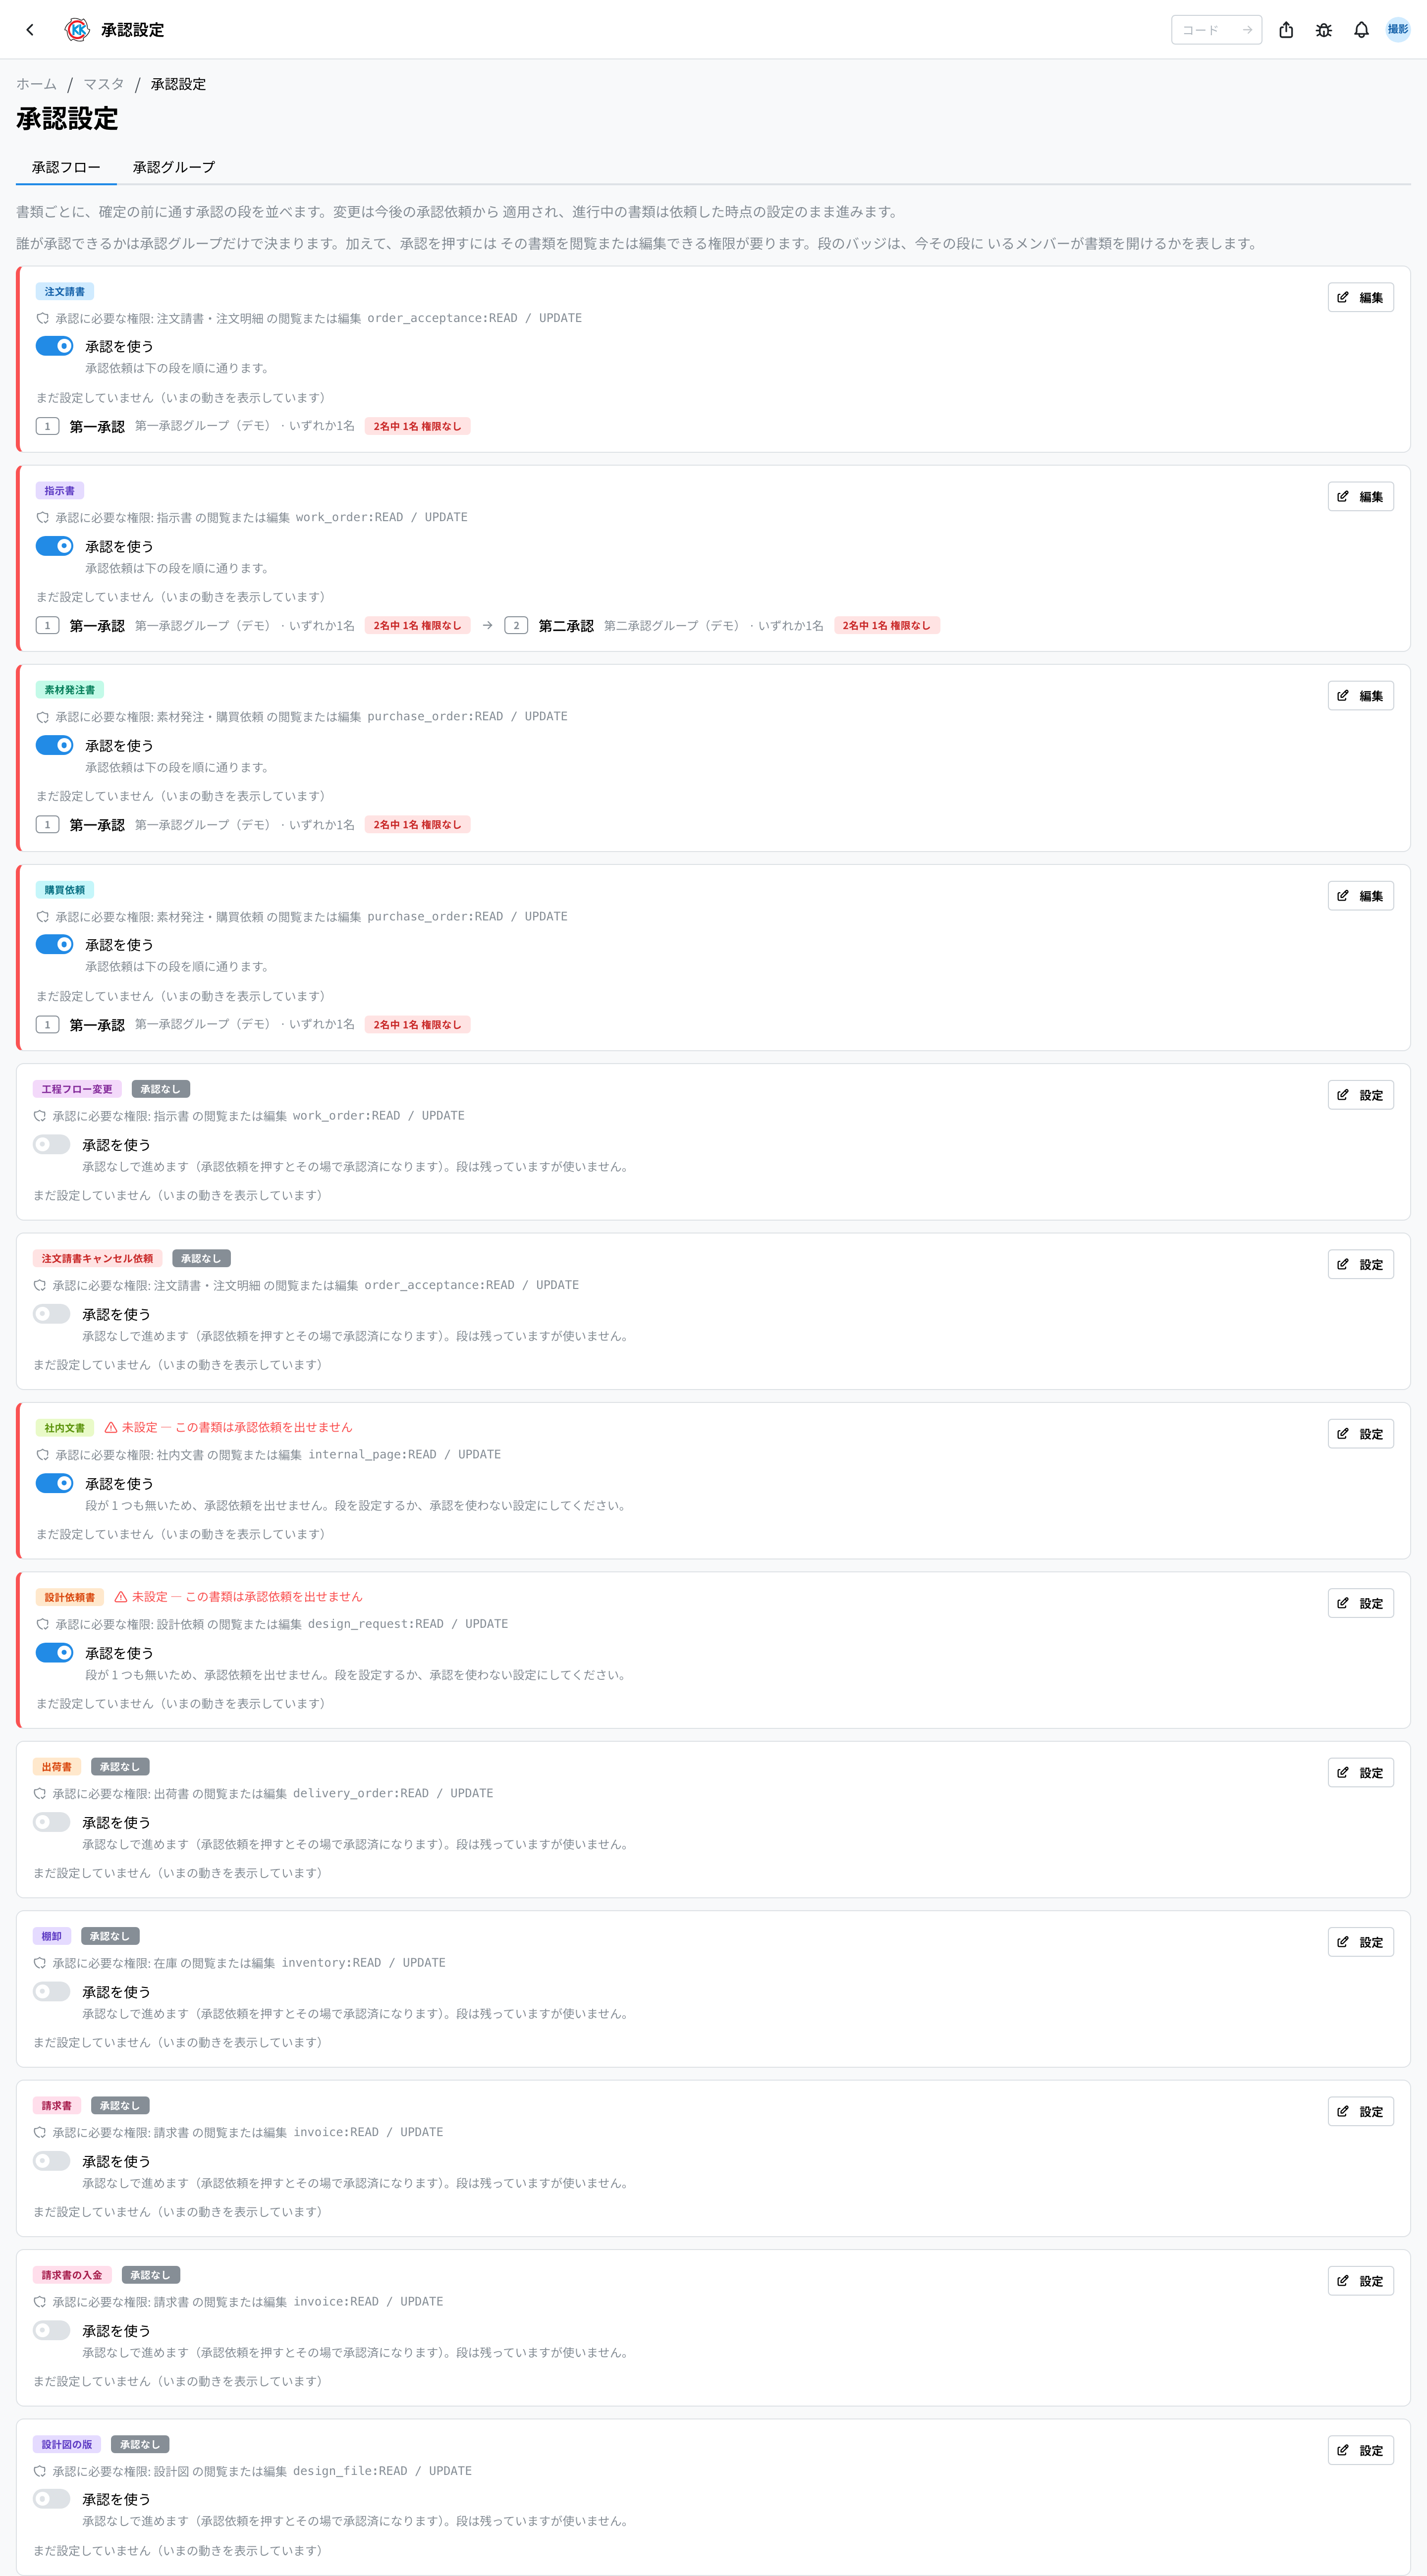 承認設定
コード
撮影
ホーム / マスタ / 承認設定
承認設定
承認フロー 承認グループ
書類ごとに、確定の前に通す承認の段を並べます。変更は今後の承認依頼から 適用され、進行中の書類は依頼した時点の設定のまま進みます。
誰が承認できるかは承認グループだけで決まります。加えて、承認を押すには その書類を閲覧または編集できる権限が要ります。段のバッジは、今その段に いるメンバーが書類を開けるかを表します。
注文請書
編集
承認に必要な権限: 注文請書・注文明細 の閲覧または編集 order_acceptance:READ / UPDATE
承認を使う
承認依頼は下の段を順に通ります。
まだ設定していません（いまの動きを表示しています）
1 第一承認 第一承認グループ（デモ） · いずれか1名 2名中 1名 権限なし
指示書
編集
承認に必要な権限: 指示書 の閲覧または編集 work_order:READ / UPDATE
承認を使う
承認依頼は下の段を順に通ります。
まだ設定していません（いまの動きを表示しています）
1 第一承認 第一承認グループ（デモ） · いずれか1名 2名中 1名 権限なし → 2 第二承認 第二承認グループ（デモ） · いずれか1名 2名中 1名 権限なし
素材発注書
編集
承認に必要な権限: 素材発注・購買依頼 の閲覧または編集 purchase_order:READ / UPDATE
承認を使う
承認依頼は下の段を順に通ります。
まだ設定していません（いまの動きを表示しています）
1 第一承認 第一承認グループ（デモ） · いずれか1名 2名中 1名 権限なし
購買依頼
編集
承認に必要な権限: 素材発注・購買依頼 の閲覧または編集 purchase_order:READ / UPDATE
承認を使う
承認依頼は下の段を順に通ります。
まだ設定していません（いまの動きを表示しています）
1 第一承認 第一承認グループ（デモ） · いずれか1名 2名中 1名 権限なし
工程フロー変更 承認なし
設定
承認に必要な権限: 指示書 の閲覧または編集 work_order:READ / UPDATE
承認を使う
承認なしで進めます（承認依頼を押すとその場で承認済になります）。段は残っていますが使いません。
まだ設定していません（いまの動きを表示しています）
注文請書キャンセル依頼 承認なし
設定
承認に必要な権限: 注文請書・注文明細 の閲覧または編集 order_acceptance:READ / UPDATE
承認を使う
承認なしで進めます（承認依頼を押すとその場で承認済になります）。段は残っていますが使いません。
まだ設定していません（いまの動きを表示しています）
社内文書 未設定 — この書類は承認依頼を出せません
設定
承認に必要な権限: 社内文書 の閲覧または編集 internal_page:READ / UPDATE
承認を使う
段が 1 つも無いため、承認依頼を出せません。段を設定するか、承認を使わない設定にしてください。
まだ設定していません（いまの動きを表示しています）
設計依頼書 未設定 — この書類は承認依頼を出せません
設定
承認に必要な権限: 設計依頼 の閲覧または編集 design_request:READ / UPDATE
承認を使う
段が 1 つも無いため、承認依頼を出せません。段を設定するか、承認を使わない設定にしてください。
まだ設定していません（いまの動きを表示しています）
出荷書 承認なし
設定
承認に必要な権限: 出荷書 の閲覧または編集 delivery_order:READ / UPDATE
承認を使う
承認なしで進めます（承認依頼を押すとその場で承認済になります）。段は残っていますが使いません。
まだ設定していません（いまの動きを表示しています）
棚卸 承認なし
設定
承認に必要な権限: 在庫 の閲覧または編集 inventory:READ / UPDATE
承認を使う
承認なしで進めます（承認依頼を押すとその場で承認済になります）。段は残っていますが使いません。
まだ設定していません（いまの動きを表示しています）
請求書 承認なし
設定
承認に必要な権限: 請求書 の閲覧または編集 invoice:READ / UPDATE
承認を使う
承認なしで進めます（承認依頼を押すとその場で承認済になります）。段は残っていますが使いません。
まだ設定していません（いまの動きを表示しています）
請求書の入金 承認なし
設定
承認に必要な権限: 請求書 の閲覧または編集 invoice:READ / UPDATE
承認を使う
承認なしで進めます（承認依頼を押すとその場で承認済になります）。段は残っていますが使いません。
まだ設定していません（いまの動きを表示しています）
設計図の版 承認なし
設定
承認に必要な権限: 設計図 の閲覧または編集 design_file:READ / UPDATE
承認を使う
承認なしで進めます（承認依頼を押すとその場で承認済になります）。段は残っていますが使いません。
まだ設定していません（いまの動きを表示しています）